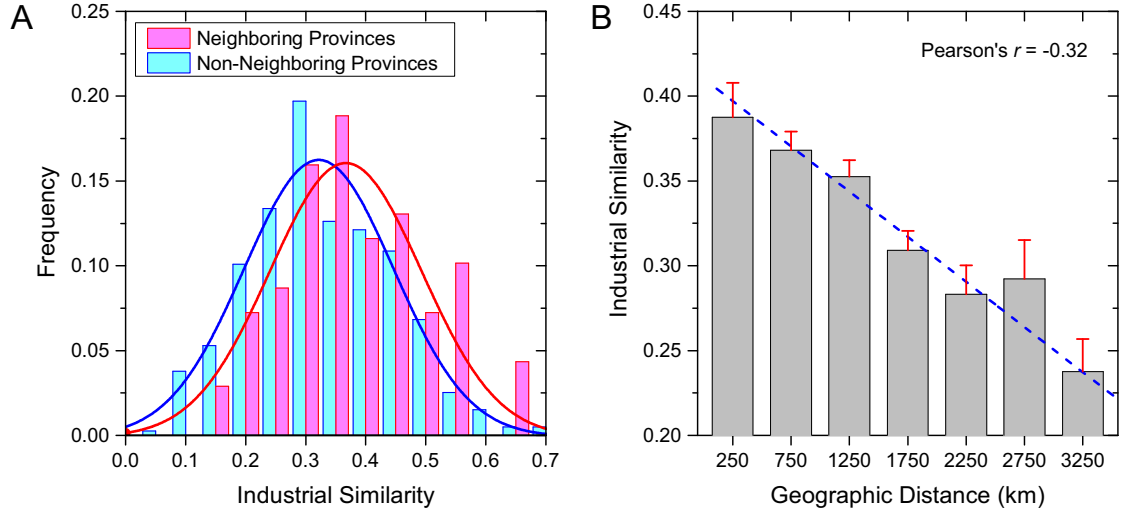 A
Neighboring Provinces
Non-Neighboring Provinces
0.25
0.20
0.15
0.10
0.05
0.00
Frequency
0.0 0.1 0.2 0.3 0.4 0.5 0.6 0.7
Industrial Similarity
B
Pearson's r = -0.32
0.45
0.40
0.35
0.30
0.25
0.20
Industrial Similarity
250 750 1250 1750 2250 2750 3250
Geographic Distance (km)